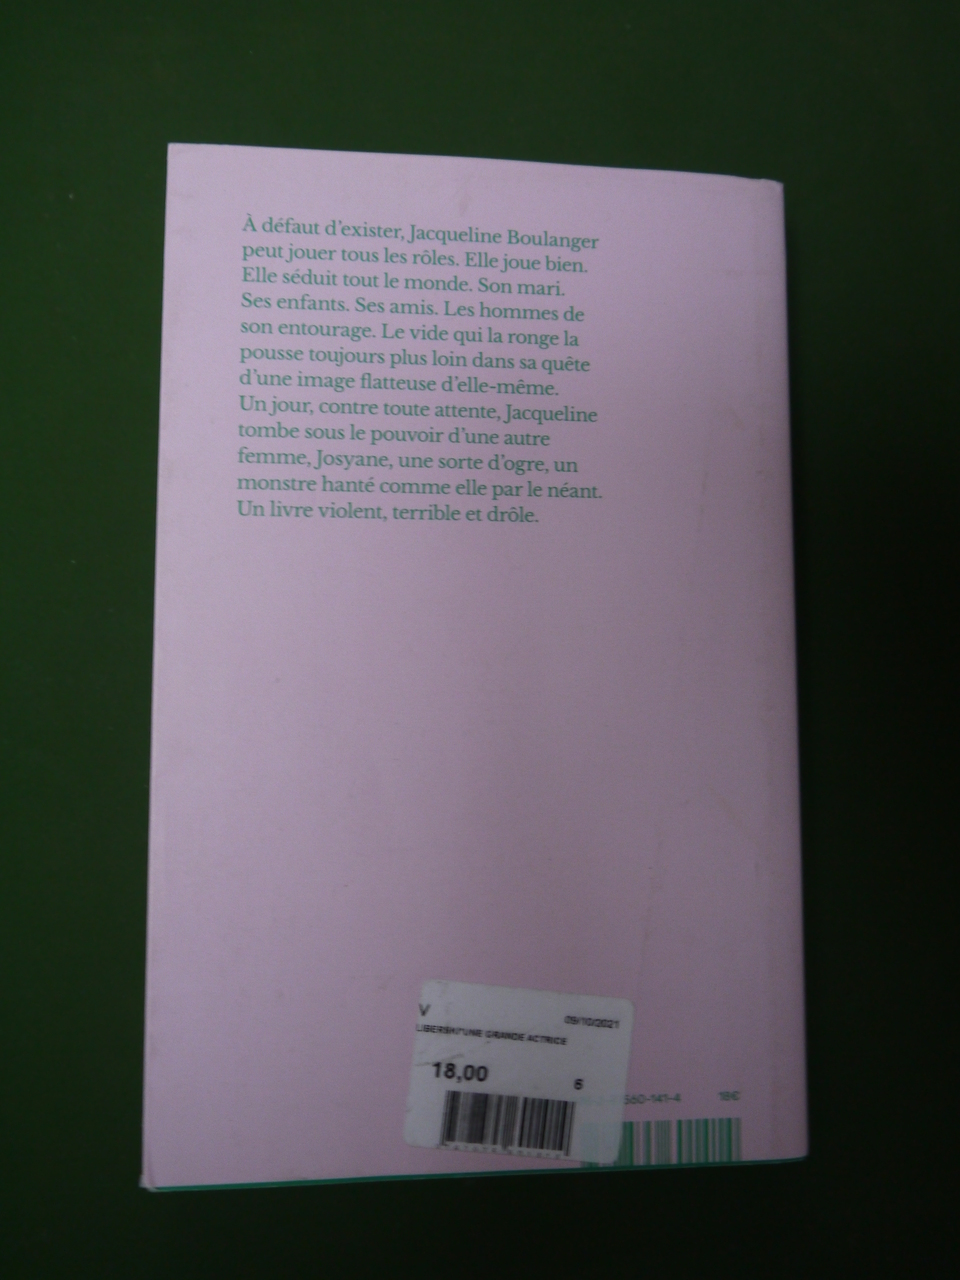 À défaut d'exister, Jacqueline Boulanger
peut jouer tous les rôles. Elle joue bien.
Elle séduit tout le monde. Son mari.
Ses enfants. Ses amis. Les hommes de
son entourage. Le vide qui la ronge la
pousse toujours plus loin dans sa quête
d'une image flatteuse d'elle-même.
Un jour, contre toute attente, Jacqueline
tombe sous le pouvoir d'une autre
femme, Josyane, une sorte d'ogre, un
monstre hanté comme elle par le néant.
Un livre violent, terrible et drôle.
V 09/10/2021
GRANDE ACTRICE
18,00 6
560-141-4 18€